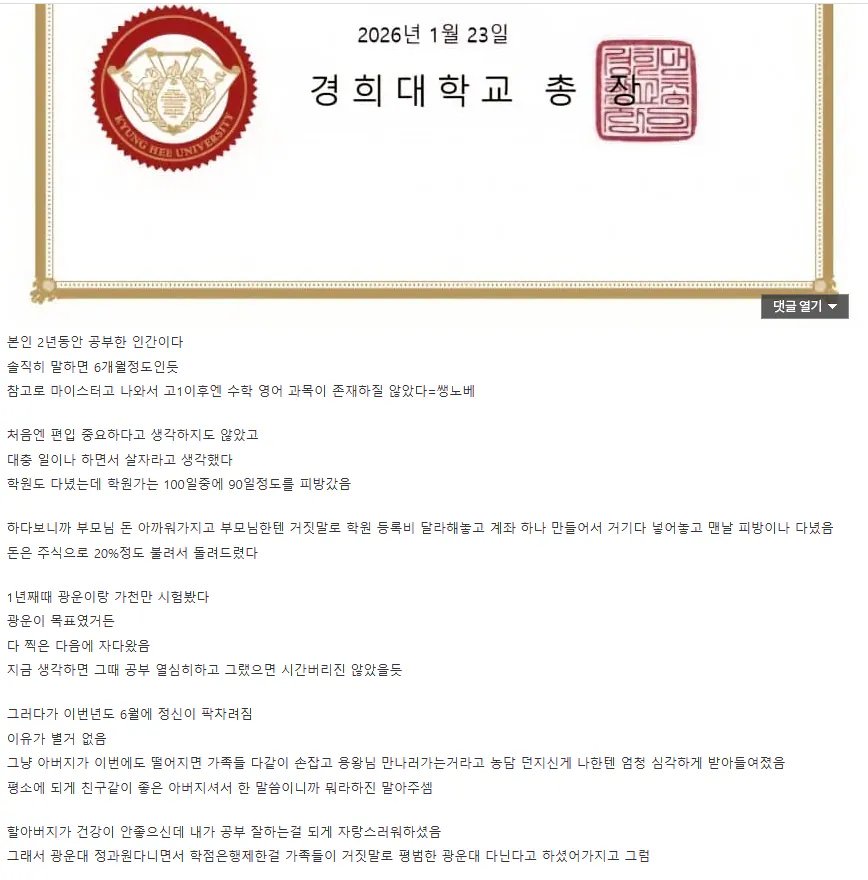 2026년 1월 23일
경희대학교 총 장
KYUNG HEE UNIVERSITY
댓글 열기
본인 2년동안 공부한 인간이다
솔직히 말하면 6개월정도인듯
참고로 마이스터고 나와서 고1이후엔 수학 영어 과목이 존재하질 않았다=쌩노베
처음엔 편입 중요하다고 생각하지도 않았고
대충 일이나 하면서 살자라고 생각했다
학원도 다녔는데 학원가는 100일중에 90일정도를 피방갔음
하다보니까 부모님 돈 아까워가지고 부모님한텐 거짓말로 학원 등록비 달라해놓고 계좌 하나 만들어서 거기다 넣어놓고 맨날 피방이나 다녔음
돈은 주식으로 20%정도 불려서 돌려드렸다
1년째때 광운이랑 가천만 시험봤다
광운이 목표였거든
다 찍은 다음에 자다왔음
지금 생각하면 그때 공부 열심히하고 그랬으면 시간버리진 않았을듯
그러다가 이번년도 6월에 정신이 팍차려짐
이유가 별거 없음
그냥 아버지가 이번에도 떨어지면 가족들 다같이 손잡고 용왕님 만나러가는거라고 농담 던지신게 나한텐 엄청 심각하게 받아들여졌음
평소에 되게 친구같이 좋은 아버지셔서 한 말씀이니까 뭐라하진 말아주셈
할아버지가 건강이 안좋으신데 내가 공부 잘하는걸 되게 자랑스러워하셨음
그래서 광운대 정과원다니면서 학점은행제한걸 가족들이 거짓말로 평범한 광운대 다닌다고 하셨어가지고 그럼